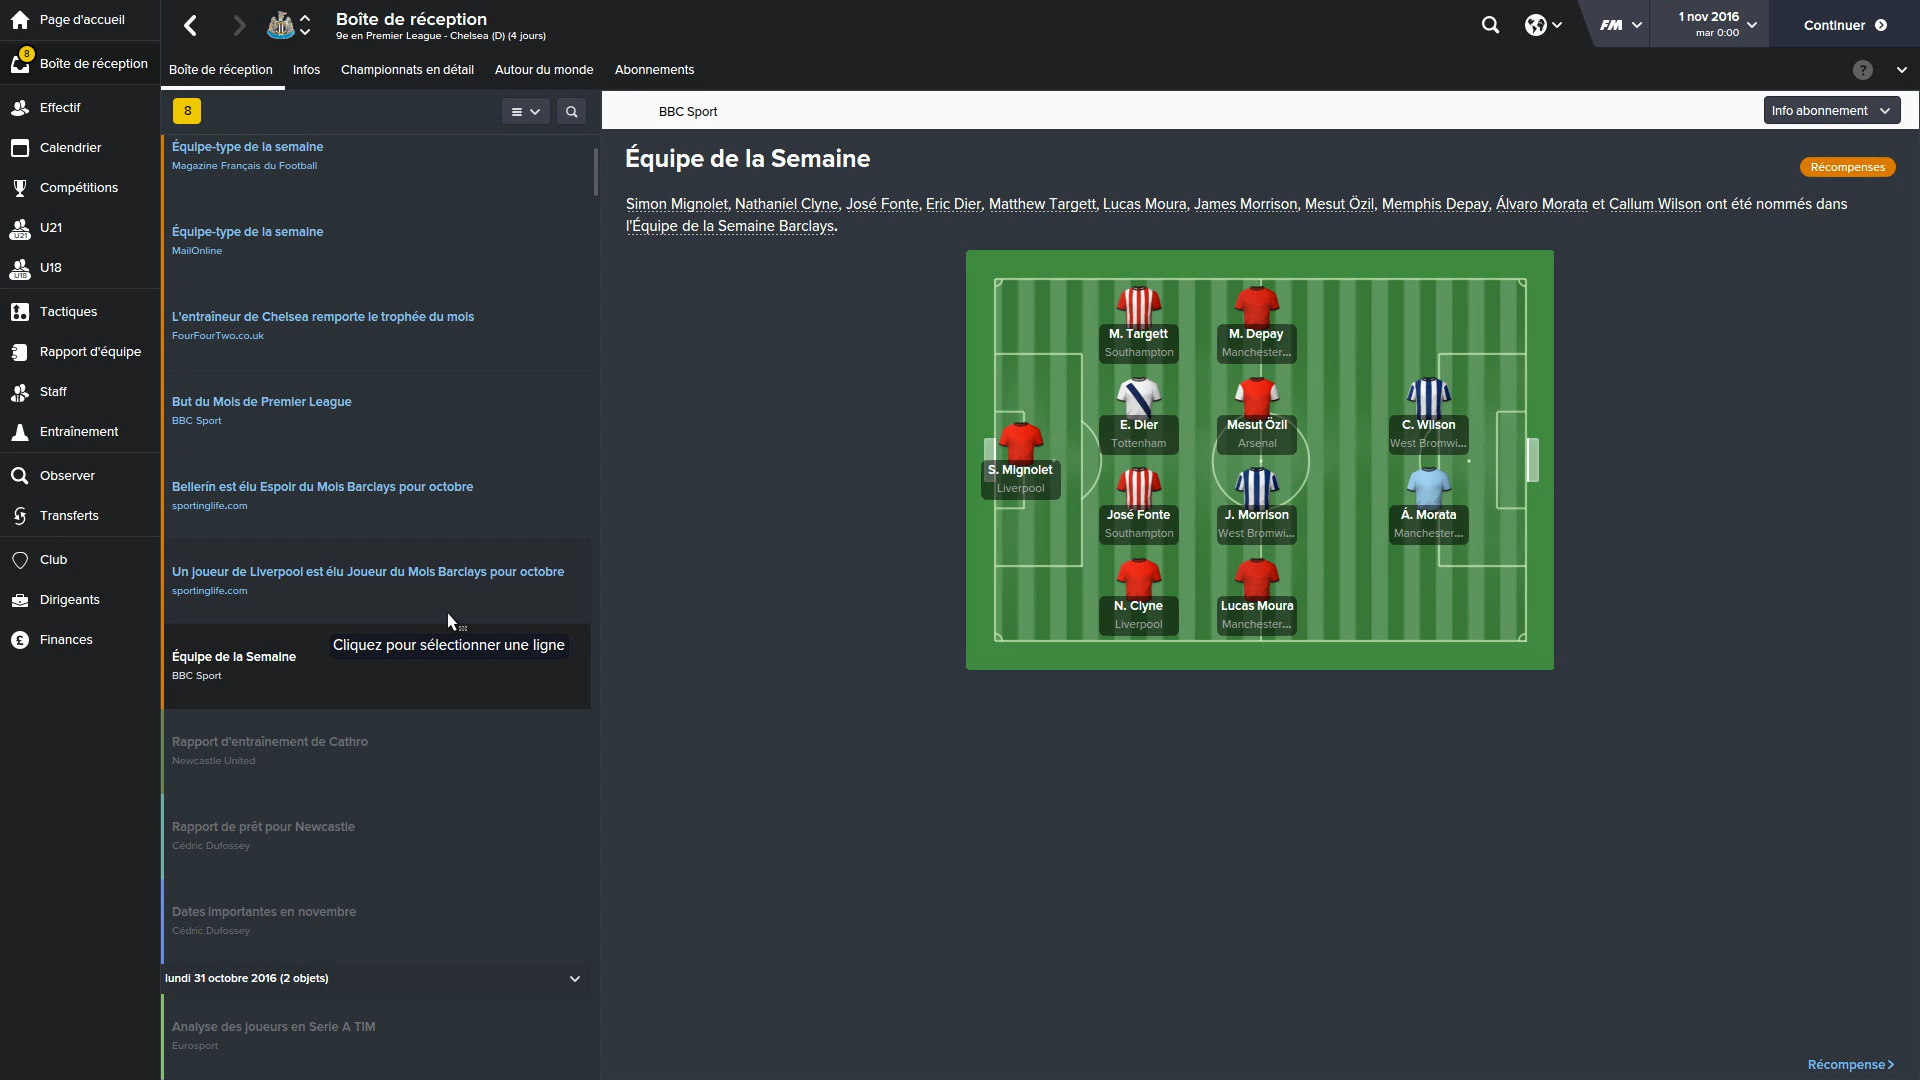 Page d'accueil
8
Boîte de réception
Effectif
Calendrier
Compétitions
U21
U21
U18
U18
Tactiques
Rapport d'équipe
Staff
Entraînement
Observer
Transferts
Club
Dirigeants
Finances
Boîte de réception
9e en Premier League - Chelsea (D) (4 jours)
FM
1 nov 2016
mar 0:00
Continuer
Boîte de réception
Infos
Championnats en détail
Autour du monde
Abonnements
?
8
Équipe-type de la semaine
Magazine Français du Football
Équipe-type de la semaine
MailOnline
L'entraîneur de Chelsea remporte le trophée du mois
FourFourTwo.co.uk
But du Mois de Premier League
BBC Sport
Bellerín est élu Espoir du Mois Barclays pour octobre
sportinglife.com
Un joueur de Liverpool est élu Joueur du Mois Barclays pour octobre
sportinglife.com
Équipe de la Semaine
BBC Sport
Cliquez pour sélectionner une ligne
Rapport d'entraînement de Cathro
Newcastle United
Rapport de prêt pour Newcastle
Cédric Dufossey
Dates importantes en novembre
Cédric Dufossey
lundi 31 octobre 2016 (2 objets)
Analyse des joueurs en Serie A TIM
Eurosport
BBC Sport
Info abonnement
Équipe de la Semaine
Récompenses
Simon Mignolet, Nathaniel Clyne, José Fonte, Eric Dier, Matthew Targett, Lucas Moura, James Morrison, Mesut Özil, Memphis Depay, Álvaro Morata et Callum Wilson ont été nommés dans
l'Équipe de la Semaine Barclays.
M. Targett
Southampton
M. Depay
Manchester...
E. Dier
Tottenham
Mesut Özil
Arsenal
C. Wilson
West Bromwi...
S. Mignolet
Liverpool
José Fonte
Southampton
J. Morrison
West Bromwi...
Á. Morata
Manchester...
N. Clyne
Liverpool
Lucas Moura
Manchester...
Récompense